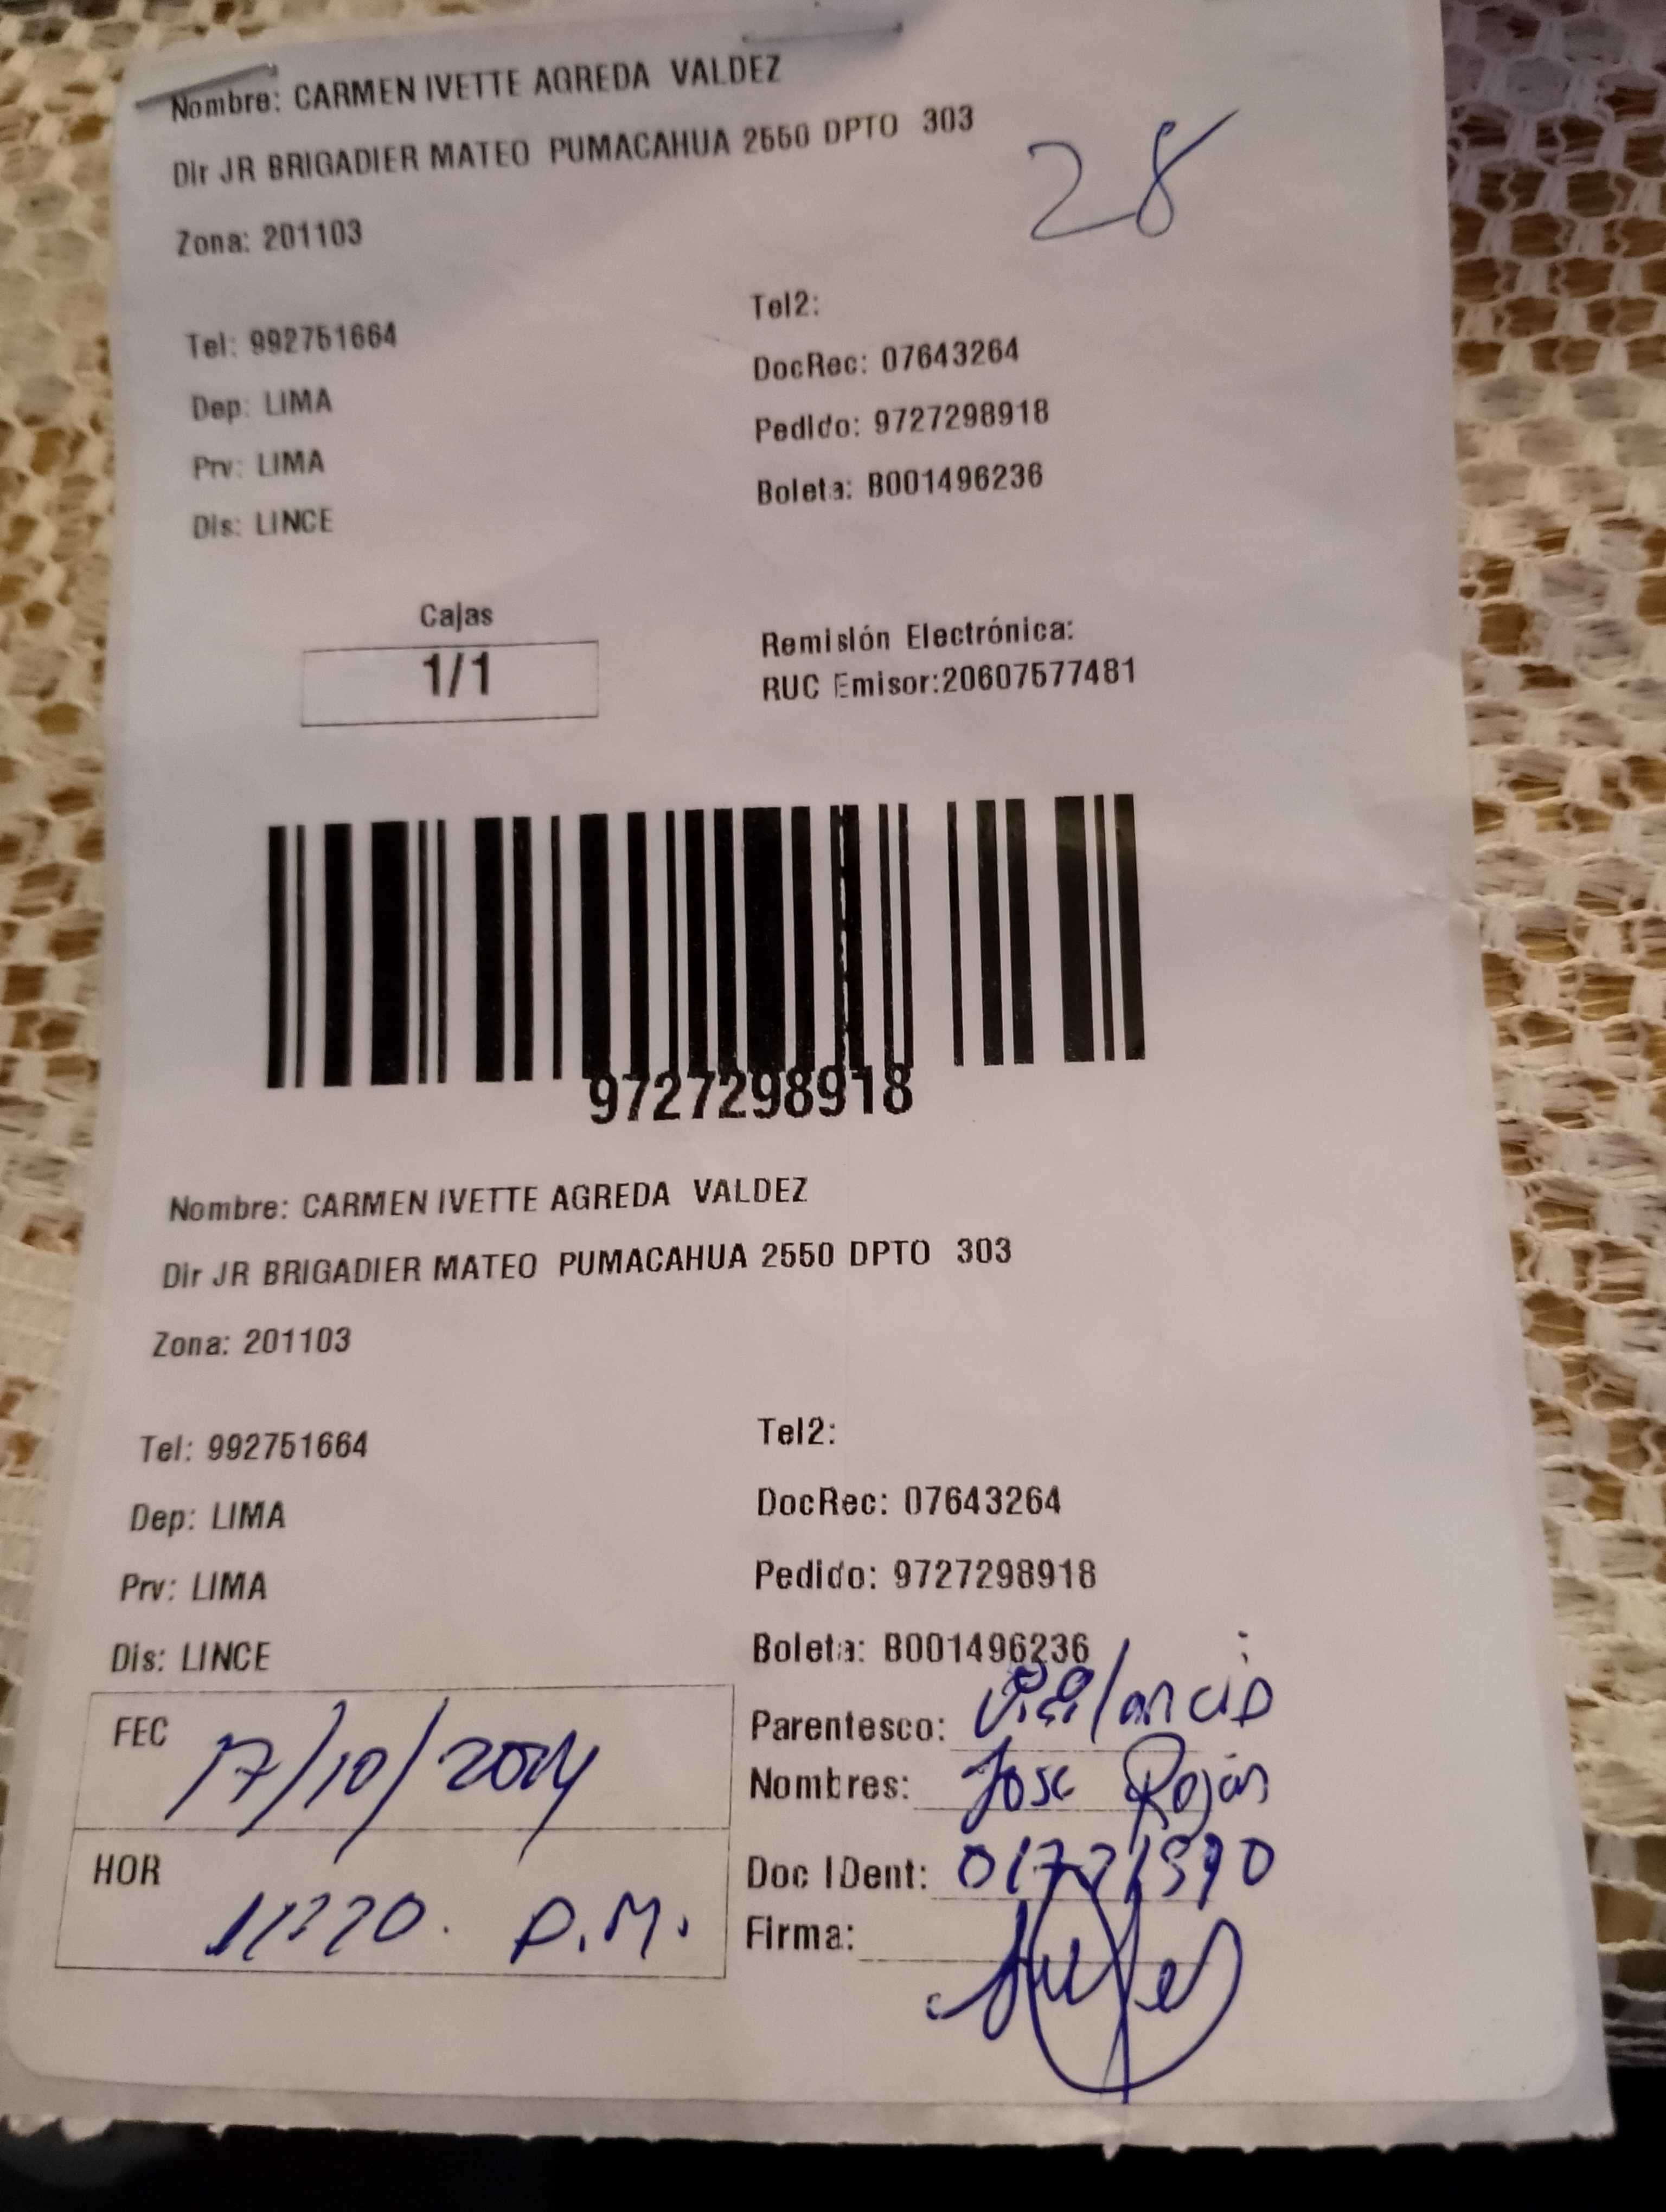 Nombre: CARMEN IVETTE AGREDA VALDEZ
Dir JR BRIGADIER MATEO PUMACAHUA 2550 DPTO 303
28
Zona: 201103
Tel: 992751664
Tel2:
Dep: LIMA
DocRec: 07643264
Prv: LIMA
Pedido: 9727298918
Dis: LINCE
Boleta: B001496236
Cajas
1/1
Remisión Electrónica:
RUC Emisor:20607577481
9727298918
Nombre: CARMEN IVETTE AGREDA VALDEZ
Dir JR BRIGADIER MATEO PUMACAHUA 2550 DPTO 303
Zona: 201103
Tel: 992751664
Tel2:
Dep: LIMA
DocRec: 07643264
Prv: LIMA
Pedido: 9727298918
Dis: LINCE
Boleta: B001496236
FEC 17/10/2024
Parentesco:
Nombres: Jose Rojas
HOR
Doc IDent:
Firma: